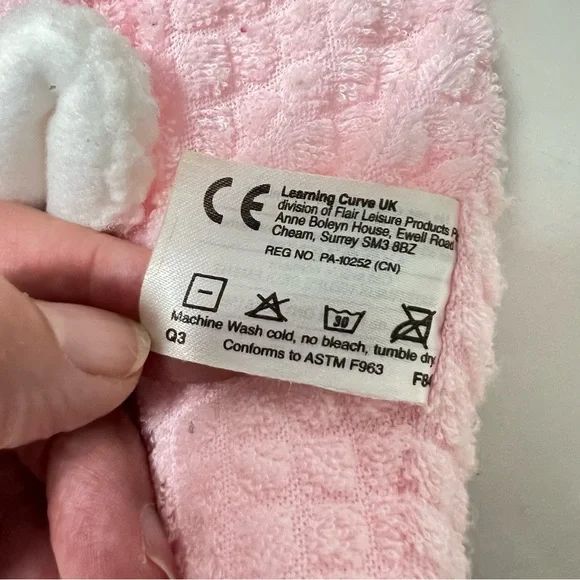 CE
Learning Curve UK
division of Flair Leisure Products
Anne Boleyn House, Ewell Road
Cheam, Surrey SM3 8BZ
REG NO. PA-10252 (CN)
30
Machine Wash cold, no bleach, tumble dry
Q3 Conforms to ASTM F963 F84